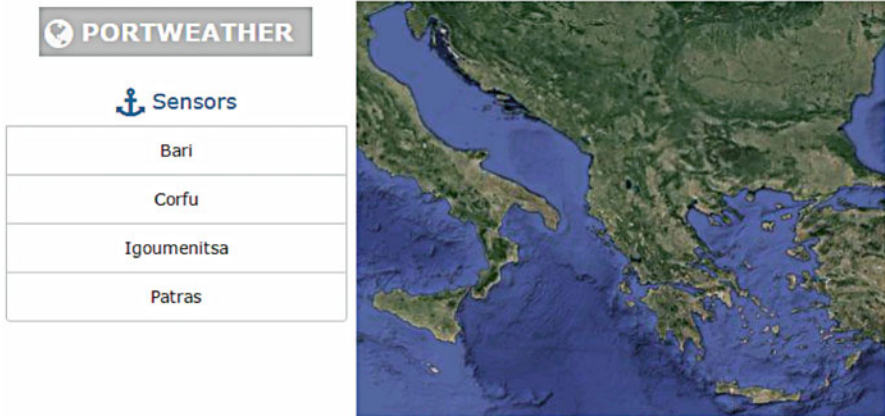 PORTWEATHER
Sensors
Bari
Corfu
Igoumenitsa
Patras